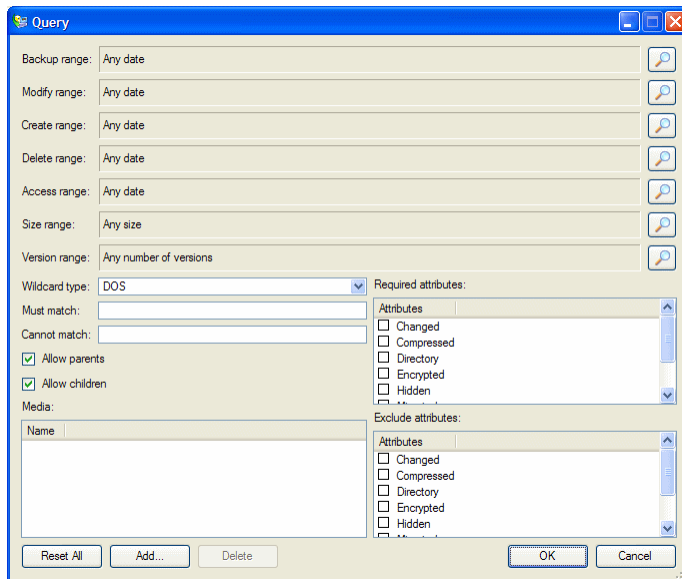 Query
Backup range: Any date
Modify range: Any date
Create range: Any date
Delete range: Any date
Access range: Any date
Size range: Any size
Version range: Any number of versions
Wildcard type: DOS
Must match:
Cannot match:
Allow parents
Allow children
Media:
Name
Required attributes:
Attributes
Changed
Compressed
Directory
Encrypted
Hidden
Exclude attributes:
Attributes
Changed
Compressed
Directory
Encrypted
Hidden
Reset All Add... Delete OK Cancel